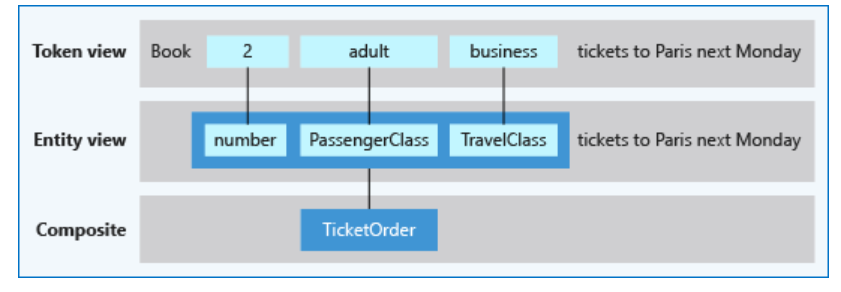 Token view Book 2 adult business tickets to Paris next Monday
Entity view number PassengerClass TravelClass tickets to Paris next Monday
Composite TicketOrder